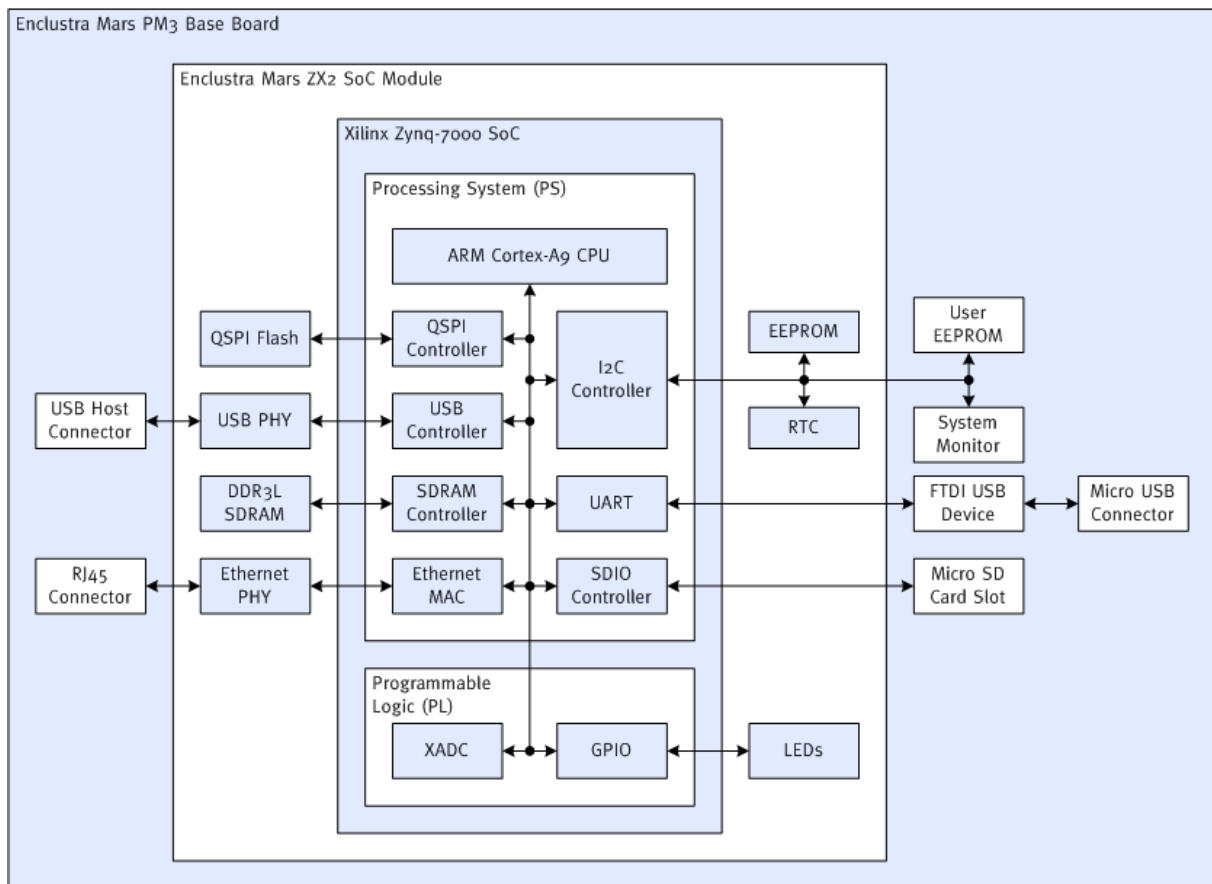 Enclustra Mars PM3 Base Board
Enclustra Mars ZX2 SoC Module
Xilinx Zynq-7000 SoC
Processing System (PS)
ARM Cortex-A9 CPU
QSPI Flash
QSPI
Controller
I2C
Controller
EEPROM
User
EEPROM
USB Host
Connector
USB PHY
USB
Controller
RTC
System
Monitor
DDR3L
SDRAM
SDRAM
Controller
UART
FTDI USB
Device
Micro USB
Connector
RJ45
Connector
Ethernet
PHY
Ethernet
MAC
SDIO
Controller
Micro SD
Card Slot
Programmable
Logic (PL)
XADC
GPIO
LEDs